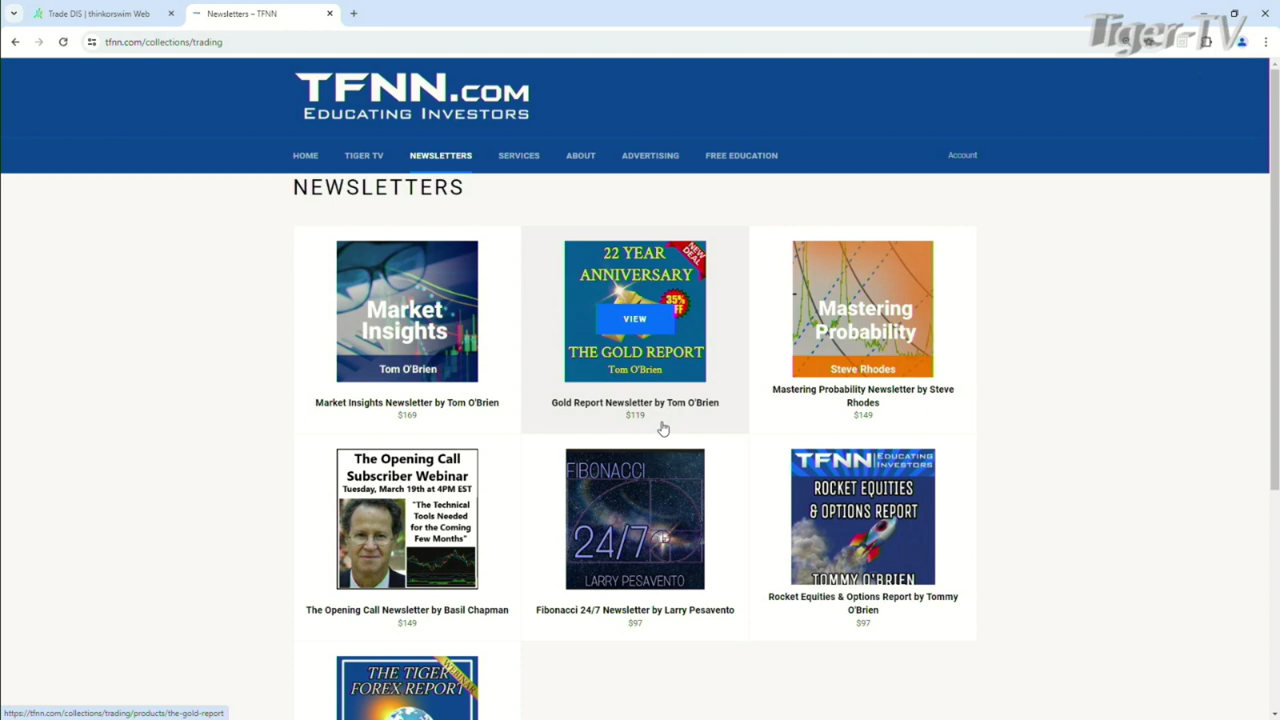 Trade DIS | thinkorswim Web
Newsletters – TFNN
Tiger-TV
tfnn.com/collections/trading
TFNN.COM
EDUCATING INVESTORS
HOME TIGER TV NEWSLETTERS SERVICES ABOUT ADVERTISING FREE EDUCATION Account
NEWSLETTERS
Market
Insights
Tom O'Brien
Market Insights Newsletter by Tom O'Brien
$169
22 YEAR
ANNIVERSARY
NEW
DEAL
35%
VIEW
THE GOLD REPORT
Tom O'Brien
Gold Report Newsletter by Tom O'Brien
$119
Mastering
Probability
Steve Rhodes
Mastering Probability Newsletter by Steve
Rhodes
$149
The Opening Call
Subscriber Webinar
Tuesday, March 19th at 4PM EST
"The Technical
Tools Needed
for the Coming
Few Months"
The Opening Call Newsletter by Basil Chapman
$149
FIBONACCI
24/7
LARRY PESAVENTO
Fibonacci 24/7 Newsletter by Larry Pesavento
$97
TFNN EDUCATING
INVESTORS
ROCKET EQUITIES
& OPTIONS REPORT
TOMMY O'BRIEN
Rocket Equities & Options Report by Tommy
O'Brien
$97
THE TIGER
FOREX REPORT
https://tfnn.com/collections/trading/products/the-gold-report